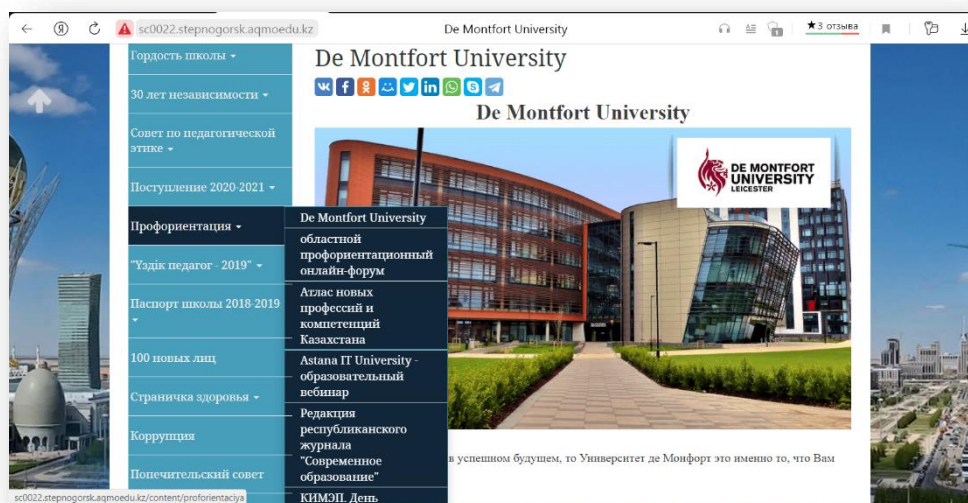 sc0022.stepnogorsk.aqmoedu.kz
De Montfort University
★3 отзыва
Гордость школы
30 лет независимости
Совет по педагогической
этике
Поступление 2020-2021
Профориентация
"Үздік педагог - 2019"
Паспорт школы 2018-2019
100 новых лиц
Страничка здоровья
Коррупция
Попечительский совет
De Montfort University
областной
профориентационный
онлайн-форум
Атлас новых
профессий и
компетенций
Казахстана
Astana IT University -
образовательный
вебинар
Редакция
республиканского
журнала
"Современное
образование"
КИМЭП. День
De Montfort University
De Montfort University
DE MONTFORT
UNIVERSITY
LEICESTER
в успешном будущем, то Университет де Монфорт это именно то, что Вам
sc0022.stepnogorsk.aqmoedu.kz/content/proforientaciya